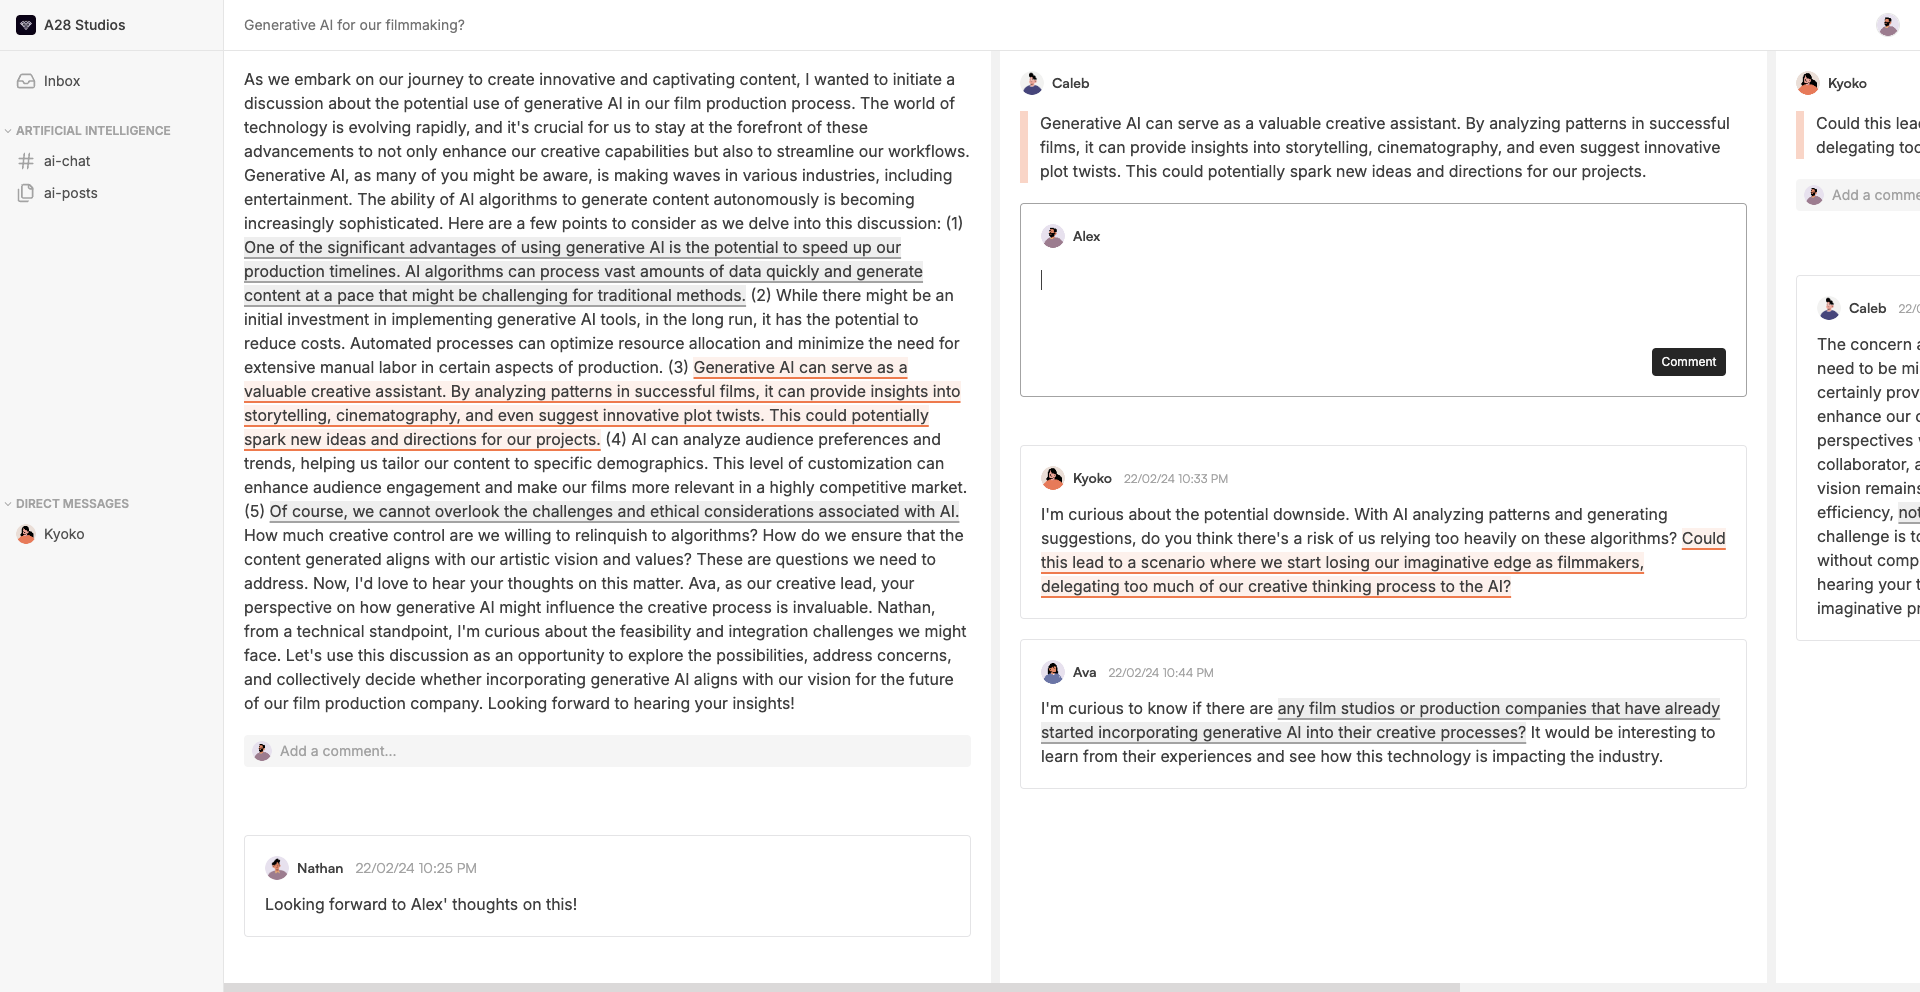 A28 Studios
Generative AI for our filmmaking?
Inbox
ARTIFICIAL INTELLIGENCE
ai-chat
ai-posts
DIRECT MESSAGES
Kyoko
As we embark on our journey to create innovative and captivating content, I wanted to initiate a
discussion about the potential use of generative AI in our film production process. The world of
technology is evolving rapidly, and it's crucial for us to stay at the forefront of these
advancements to not only enhance our creative capabilities but also to streamline our workflows.
Generative AI, as many of you might be aware, is making waves in various industries, including
entertainment. The ability of AI algorithms to generate content autonomously is becoming
increasingly sophisticated. Here are a few points to consider as we delve into this discussion: (1)
One of the significant advantages of using generative AI is the potential to speed up our
production timelines. AI algorithms can process vast amounts of data quickly and generate
content at a pace that might be challenging for traditional methods. (2) While there might be an
initial investment in implementing generative AI tools, in the long run, it has the potential to
reduce costs. Automated processes can optimize resource allocation and minimize the need for
extensive manual labor in certain aspects of production. (3) Generative AI can serve as a
valuable creative assistant. By analyzing patterns in successful films, it can provide insights into
storytelling, cinematography, and even suggest innovative plot twists. This could potentially
spark new ideas and directions for our projects. (4) AI can analyze audience preferences and
trends, helping us tailor our content to specific demographics. This level of customization can
enhance audience engagement and make our films more relevant in a highly competitive market.
(5) Of course, we cannot overlook the challenges and ethical considerations associated with AI.
How much creative control are we willing to relinquish to algorithms? How do we ensure that the
content generated aligns with our artistic vision and values? These are questions we need to
address. Now, I'd love to hear your thoughts on this matter. Ava, as our creative lead, your
perspective on how generative AI might influence the creative process is invaluable. Nathan,
from a technical standpoint, I'm curious about the feasibility and integration challenges we might
face. Let's use this discussion as an opportunity to explore the possibilities, address concerns,
and collectively decide whether incorporating generative AI aligns with our vision for the future
of our film production company. Looking forward to hearing your insights!
Add a comment...
Nathan 22/02/24 10:25 PM
Looking forward to Alex' thoughts on this!
Caleb
Generative AI can serve as a valuable creative assistant. By analyzing patterns in successful
films, it can provide insights into storytelling, cinematography, and even suggest innovative
plot twists. This could potentially spark new ideas and directions for our projects.
Alex
Comment
Kyoko 22/02/24 10:33 PM
I'm curious about the potential downside. With AI analyzing patterns and generating
suggestions, do you think there's a risk of us relying too heavily on these algorithms? Could
this lead to a scenario where we start losing our imaginative edge as filmmakers,
delegating too much of our creative thinking process to the AI?
Ava 22/02/24 10:44 PM
I'm curious to know if there are any film studios or production companies that have already
started incorporating generative AI into their creative processes? It would be interesting to
learn from their experiences and see how this technology is impacting the industry.
Kyoko
Could this lea
delegating too
Add a comme
Caleb 22/0
The concern a
need to be mi
certainly prov
enhance our c
perspectives
collaborator, a
vision remains
efficiency, not
challenge is to
without comp
hearing your t
imaginative pr